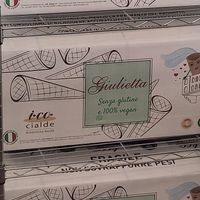 Giulietta
Senza glutine
e 100% vegan
i·co
cialde
FRAGILE
NON SOVRAPPORRE PESI